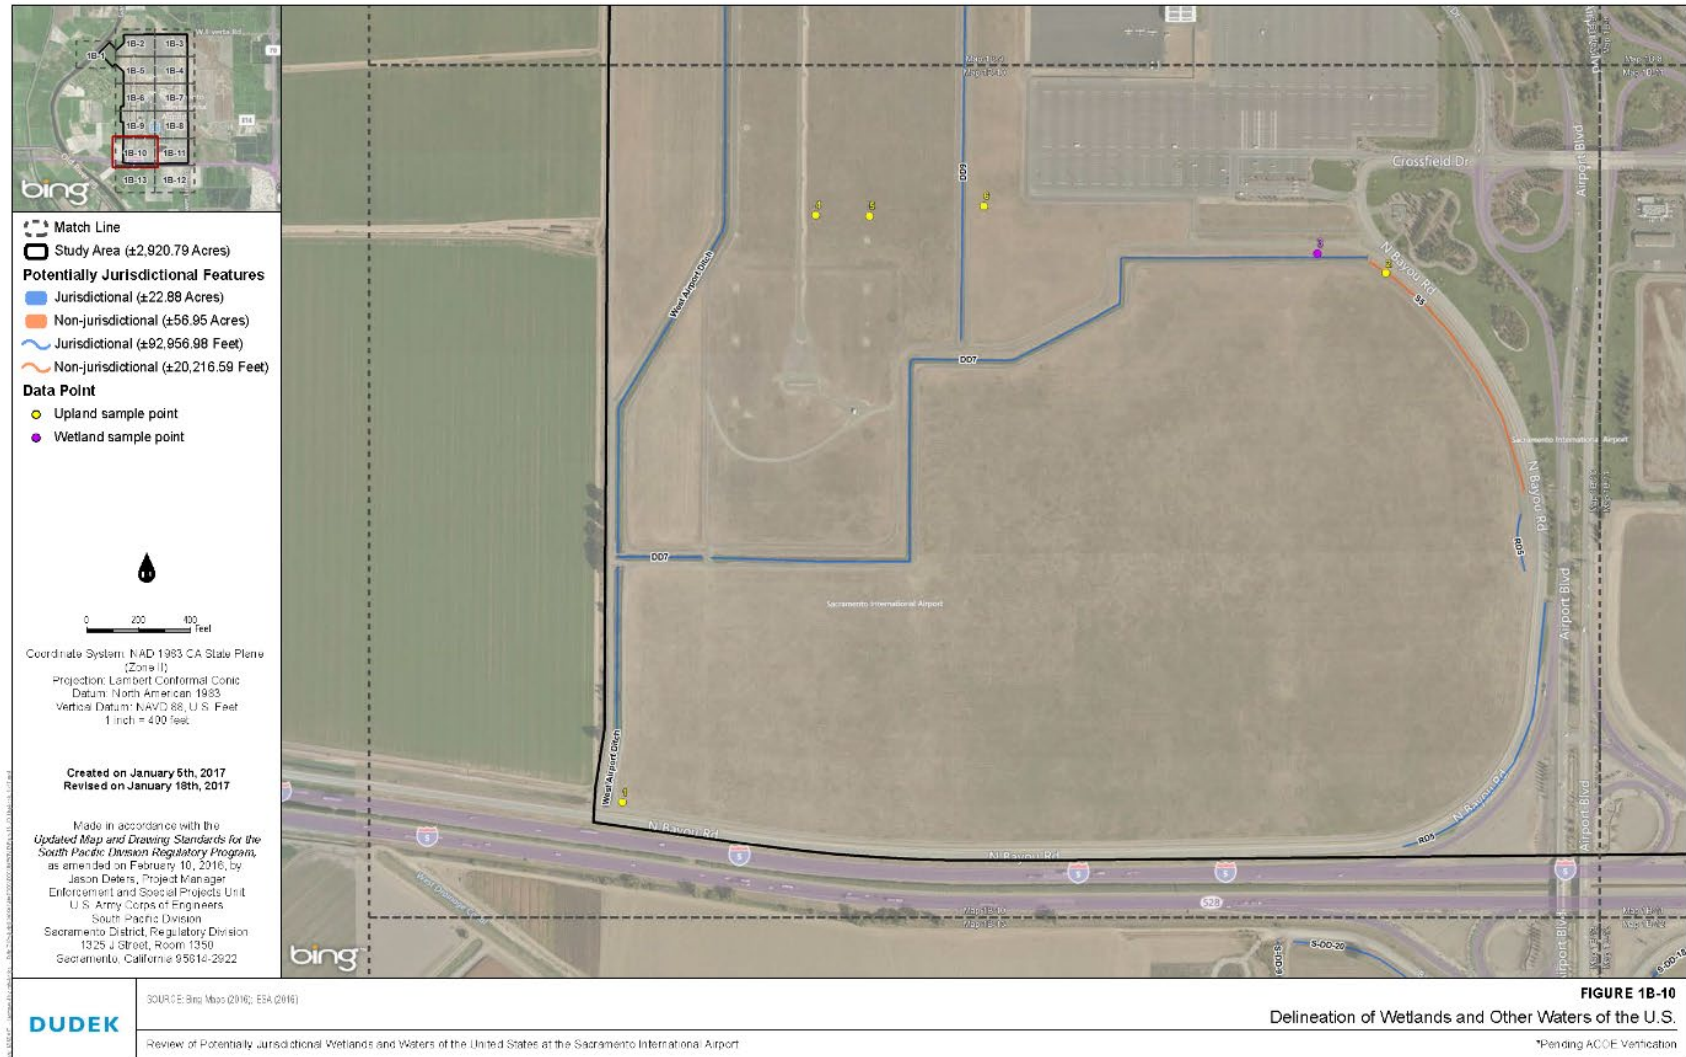 1B-1
1B-2
1B-3
1B-5
1B-4
1B-6
1B-7
1B-9
1B-8
1B-10
1B-11
1B-13
1B-12
bing
Match Line
Study Area (±2,920.79 Acres)
Potentially Jurisdictional Features
Jurisdictional (±22.88 Acres)
Non-jurisdictional (±56.95 Acres)
Jurisdictional (±92,956.98 Feet)
Non-jurisdictional (±20,216.59 Feet)
Data Point
Upland sample point
Wetland sample point
0 200 400
Feet
Coordinate System: NAD 1983 CA State Plane
(Zone II)
Projection: Lambert Conformal Conic
Datum: North American 1983
Vertical Datum: NAVD 88, U.S. Feet
1 inch = 400 feet
Created on January 5th, 2017
Revised on January 18th, 2017
Made in accordance with the
Updated Map and Drawing Standards for the
South Pacific Division Regulatory Program,
as amended on February 10, 2016, by
Jason Deters, Project Manager
Enforcement and Special Projects Unit
U.S. Army Corps of Engineers
South Pacific Division
Sacramento District, Regulatory Division
1325 J Street, Room 1350
Sacramento, California 95814-2922
Crossfield Dr
Airport Blvd
DD9
4
5
6
3
2
N Bayou Rd
S5
West Airport Ditch
DD7
Sacramento International Airport
N Bayou Rd
RD5
Airport Blvd
DD7
Sacramento International Airport
West Airport Ditch
1
N Bayou Rd
N Bayou Rd
N Bayou Rd
RD5
Airport Blvd
5
5
5
5
5
S-DD-9
S-DD-20
Airport Blvd
bing
DUDEK
SOURCE: Bing Maps (2016); ESA (2016)
Review of Potentially Jurisdictional Wetlands and Waters of the United States at the Sacramento International Airport
FIGURE 1B-10
Delineation of Wetlands and Other Waters of the U.S.
*Pending ACOE Verification